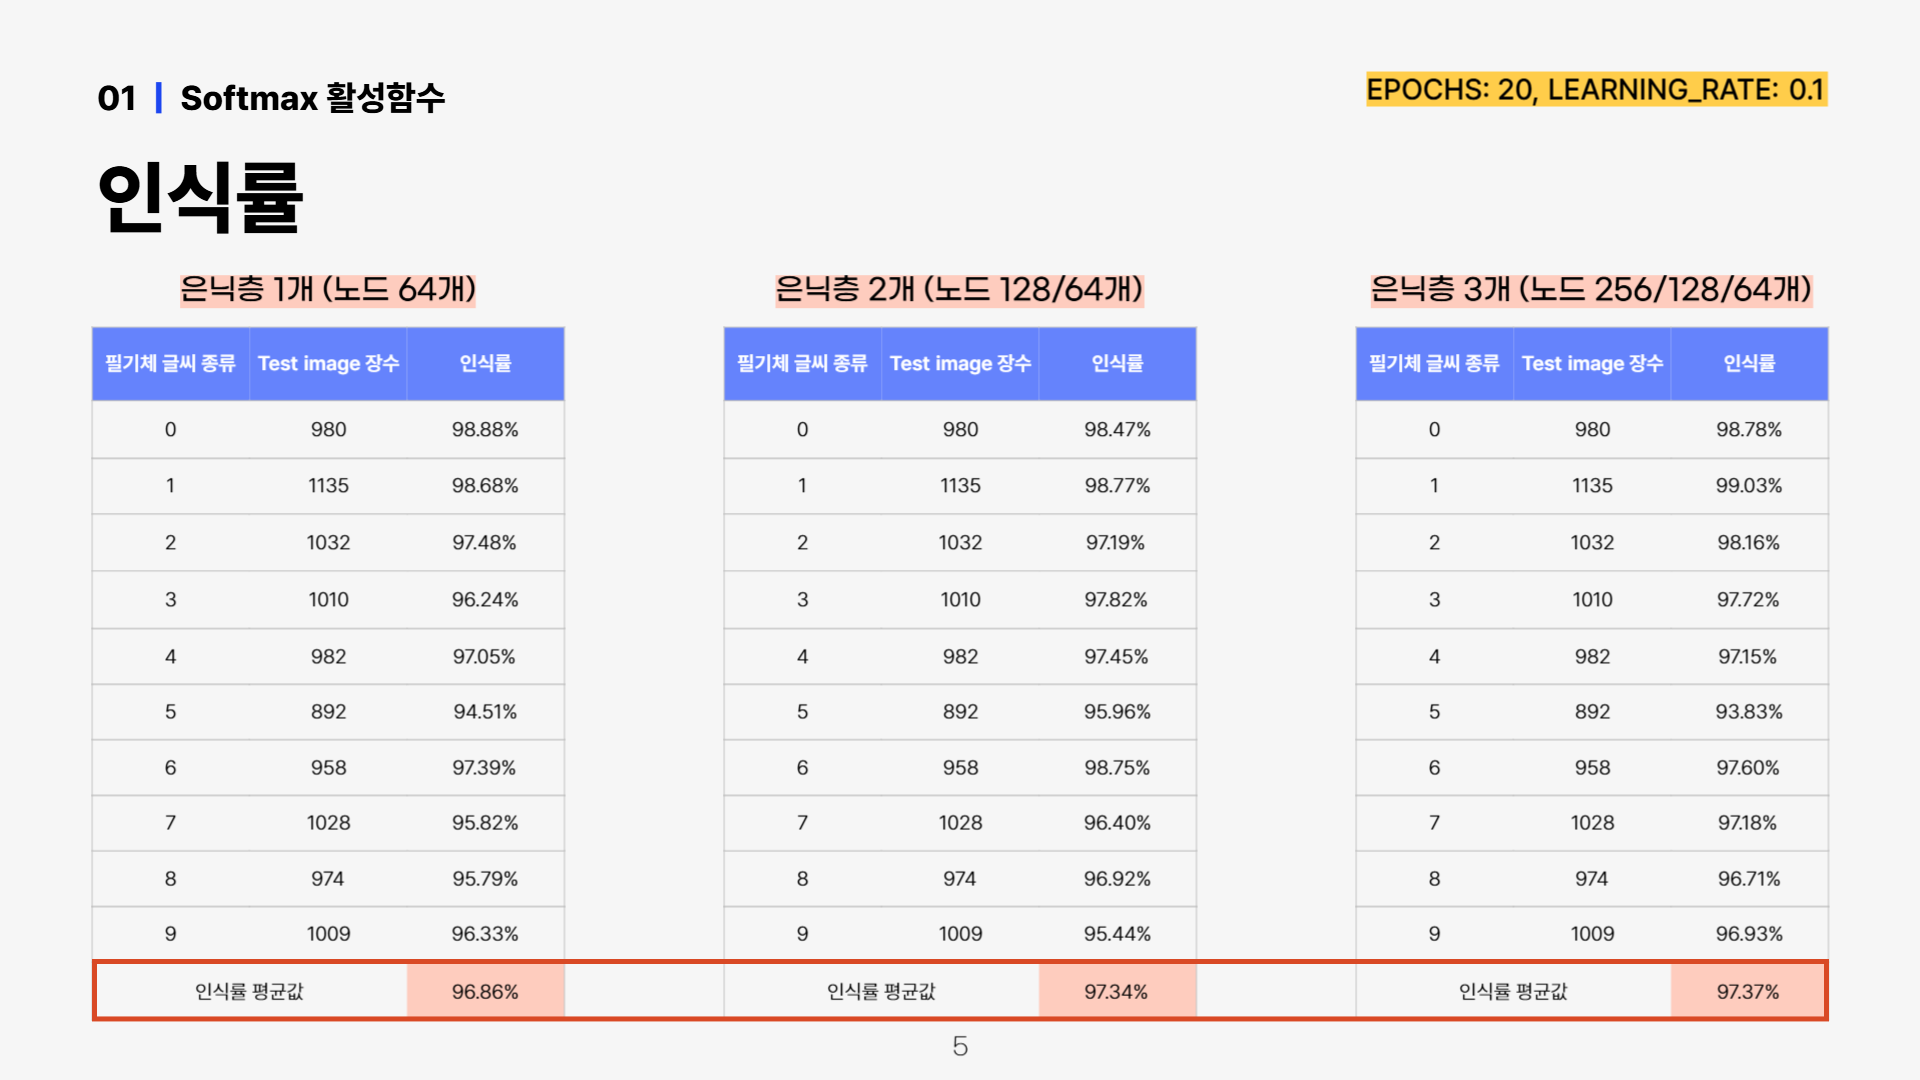 01 | Softmax 활성함수
EPOCHS: 20, LEARNING_RATE: 0.1
인식률
은닉층 1개 (노드 64개)
필기체 글씨 종류 Test image 장수 인식률
0 980 98.88%
1 1135 98.68%
2 1032 97.48%
3 1010 96.24%
4 982 97.05%
5 892 94.51%
6 958 97.39%
7 1028 95.82%
8 974 95.79%
9 1009 96.33%
인식률 평균값 96.86%
은닉층 2개 (노드 128/64개)
필기체 글씨 종류 Test image 장수 인식률
0 980 98.47%
1 1135 98.77%
2 1032 97.19%
3 1010 97.82%
4 982 97.45%
5 892 95.96%
6 958 98.75%
7 1028 96.40%
8 974 96.92%
9 1009 95.44%
인식률 평균값 97.34%
은닉층 3개 (노드 256/128/64개)
필기체 글씨 종류 Test image 장수 인식률
0 980 98.78%
1 1135 99.03%
2 1032 98.16%
3 1010 97.72%
4 982 97.15%
5 892 93.83%
6 958 97.60%
7 1028 97.18%
8 974 96.71%
9 1009 96.93%
인식률 평균값 97.37%
5